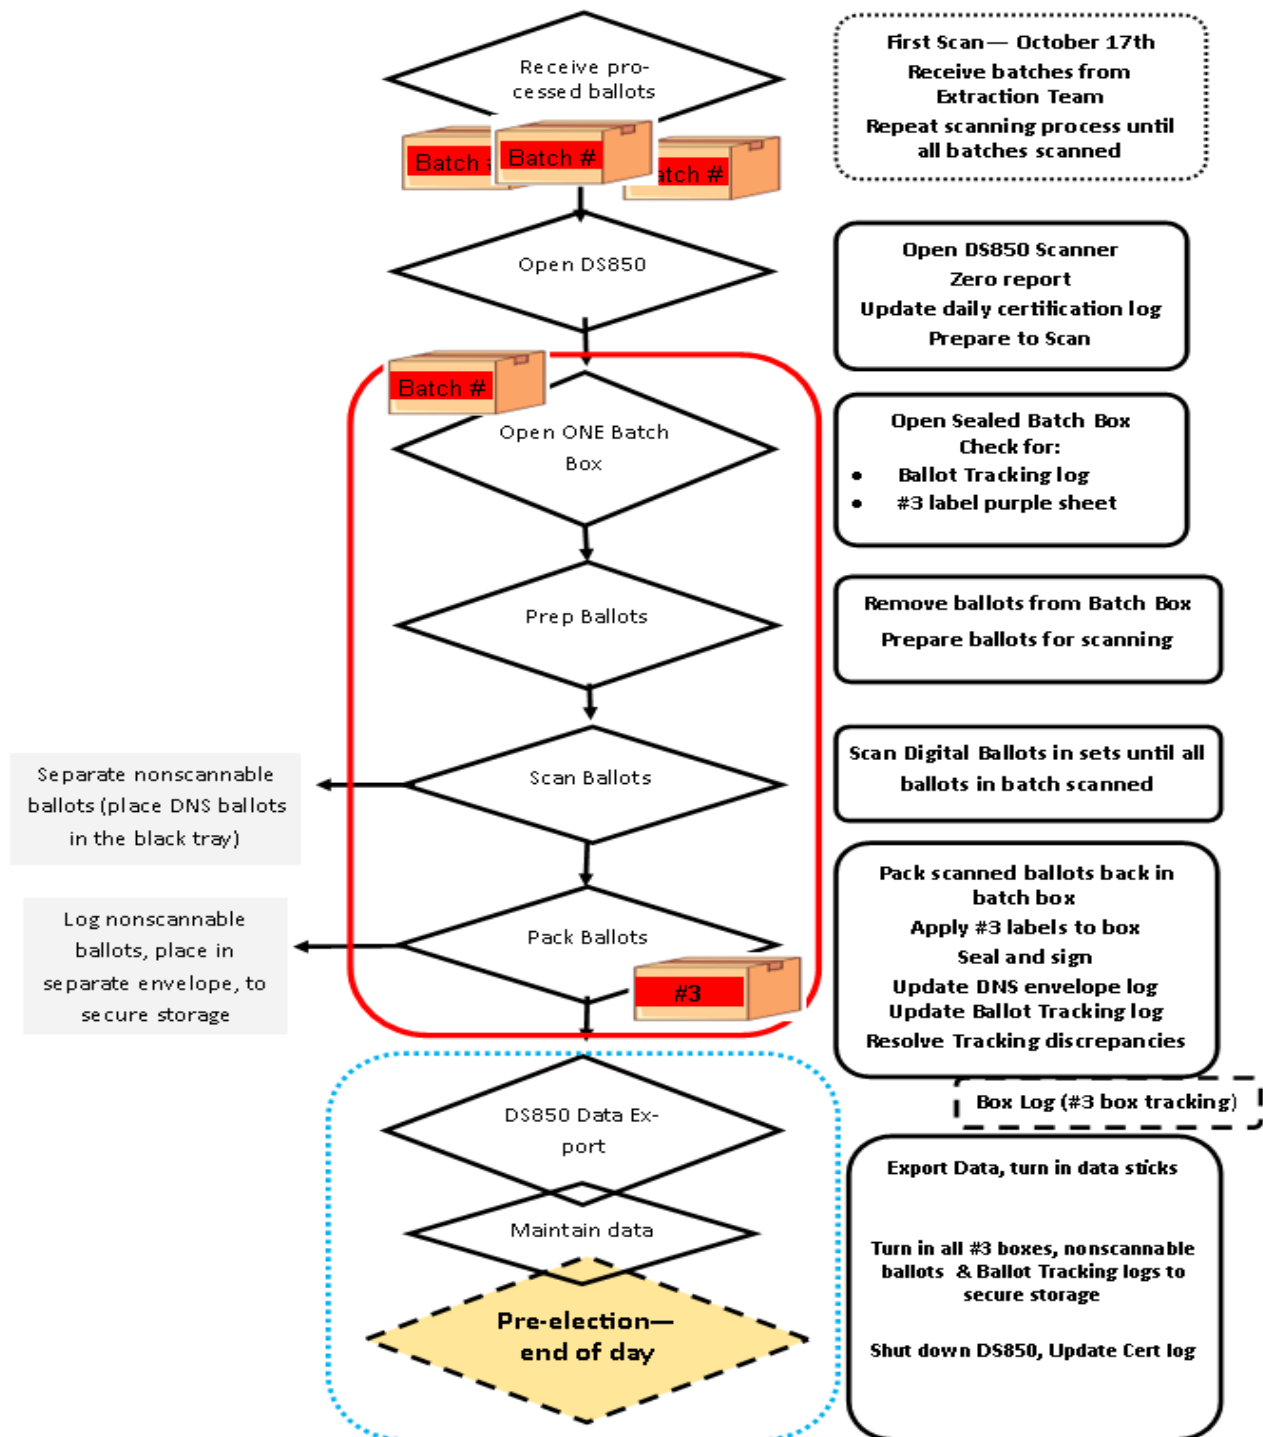 Receive pro-
cessed ballots
First Scan— October 17th
Receive batches from
Extraction Team
Repeat scanning process until
all batches scanned
Batch #
Batch #
atch #
Open DS850
Open DS850 Scanner
Zero report
Update daily certification log
Prepare to Scan
Batch #
Open ONE Batch
Box
Open Sealed Batch Box
Check for:
• Ballot Tracking log
• #3 label purple sheet
Prep Ballots
Remove ballots from Batch Box
Prepare ballots for scanning
Scan Ballots
Scan Digital Ballots in sets until all
ballots in batch scanned
Separate nonscannable
ballots (place DNS ballots
in the black tray)
Pack Ballots
#3
Pack scanned ballots back in
batch box
Apply #3 labels to box
Seal and sign
Update DNS envelope log
Update Ballot Tracking log
Resolve Tracking discrepancies
Log nonscannable
ballots, place in
separate envelope, to
secure storage
Box Log (#3 box tracking)
DS850 Data Ex-
port
Export Data, turn in data sticks
Maintain data
Turn in all #3 boxes, nonscannable
ballots & Ballot Tracking logs to
secure storage
Pre-election—
end of day
Shut down DS850, Update Cert log